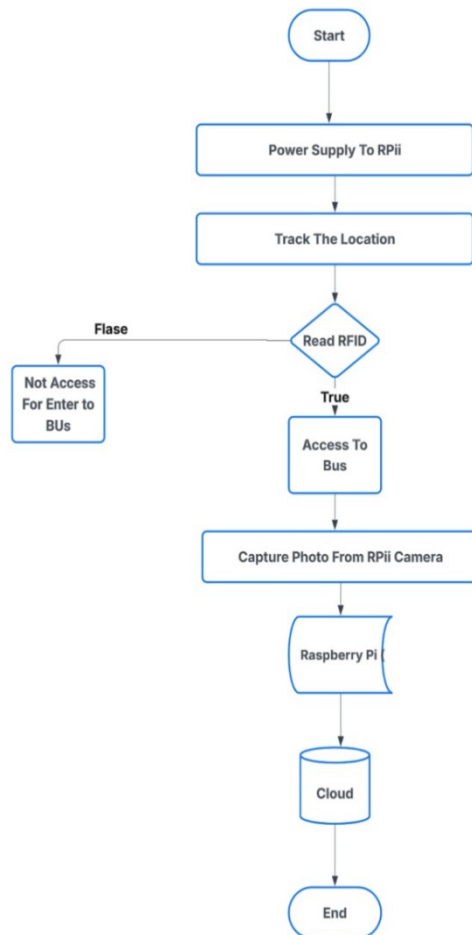 Start
Power Supply To RPii
Track The Location
Flase
Read RFID
Not Access
For Enter to
BUs
True
Access To
Bus
Capture Photo From RPii Camera
Raspberry Pi (
Cloud
End